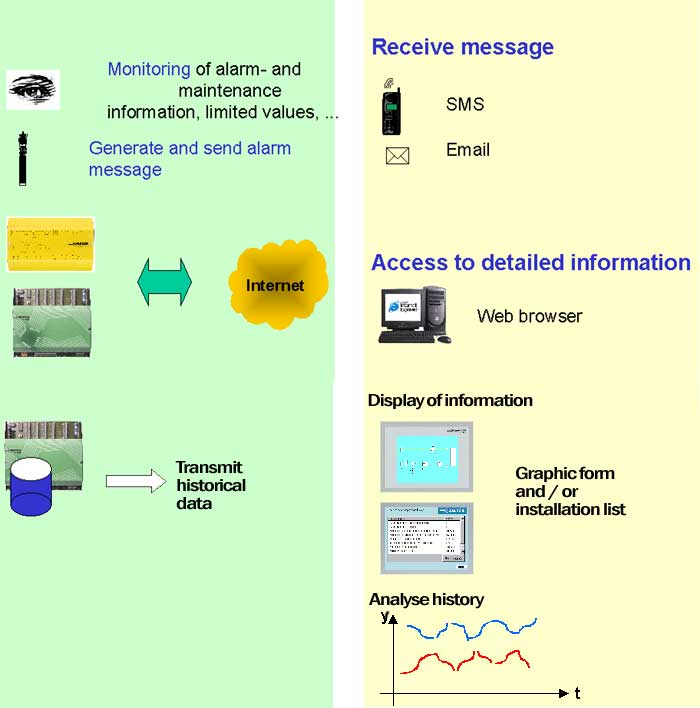 Monitoring of alarm- and
maintenance
information, limited values, ...
Generate and send alarm
message
Internet
Transmit
historical
data
Receive message
SMS
Email
Access to detailed information
Web browser
Display of information
Graphic form
and / or
installation list
Analyse history
y
t